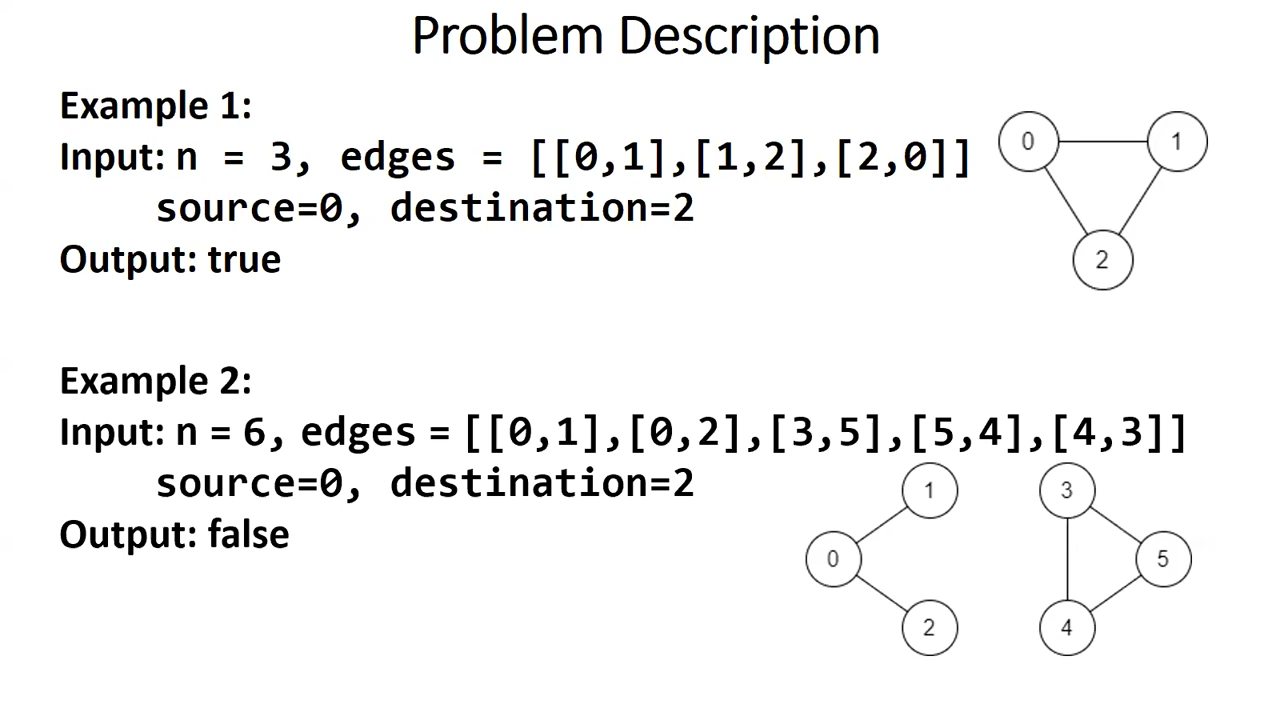 Problem Description
Example 1:
Input: n = 3, edges = [[0,1],[1,2],[2,0]]
source=0, destination=2
Output: true
0
1
2
Example 2:
Input: n = 6, edges = [[0,1],[0,2],[3,5],[5,4],[4,3]]
source=0, destination=2
Output: false
1
3
0
5
2
4